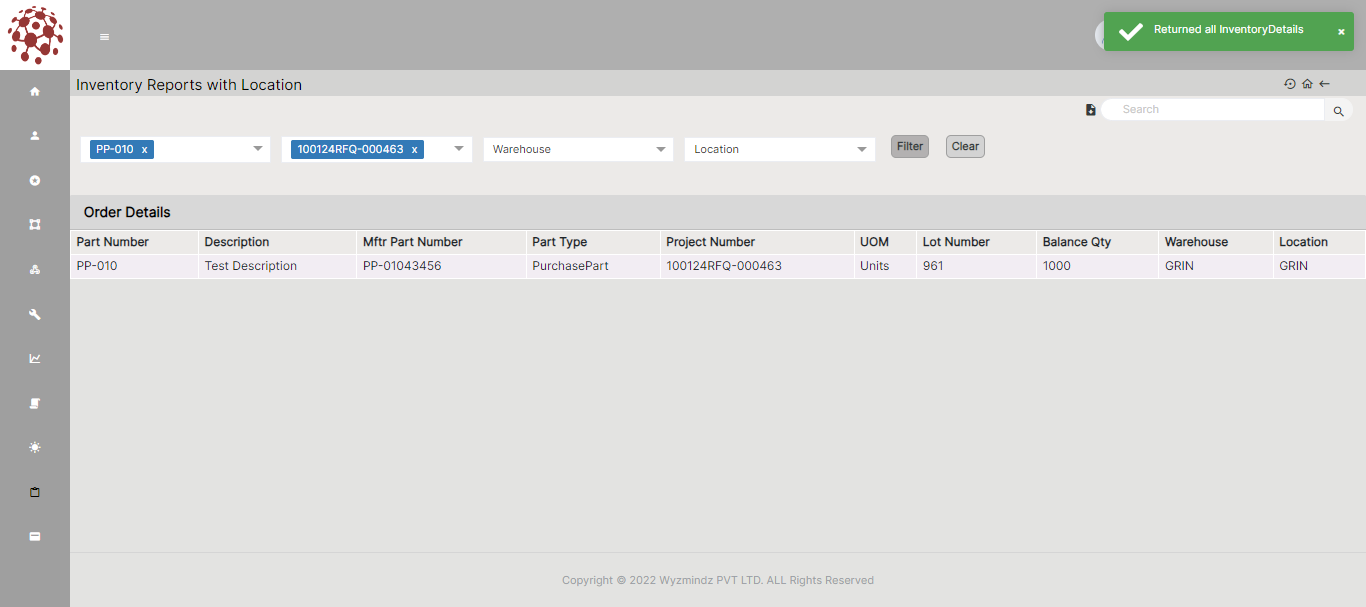 Returned all InventoryDetails ×
Inventory Reports with Location
Search
PP-010 x 100124RFQ-000463 x Warehouse Location Filter Clear
Order Details
Part Number Description Mftr Part Number Part Type Project Number UOM Lot Number Balance Qty Warehouse Location
PP-010 Test Description PP-01043456 PurchasePart 100124RFQ-000463 Units 961 1000 GRIN GRIN
Copyright © 2022 Wyzmindz PVT LTD. ALL Rights Reserved